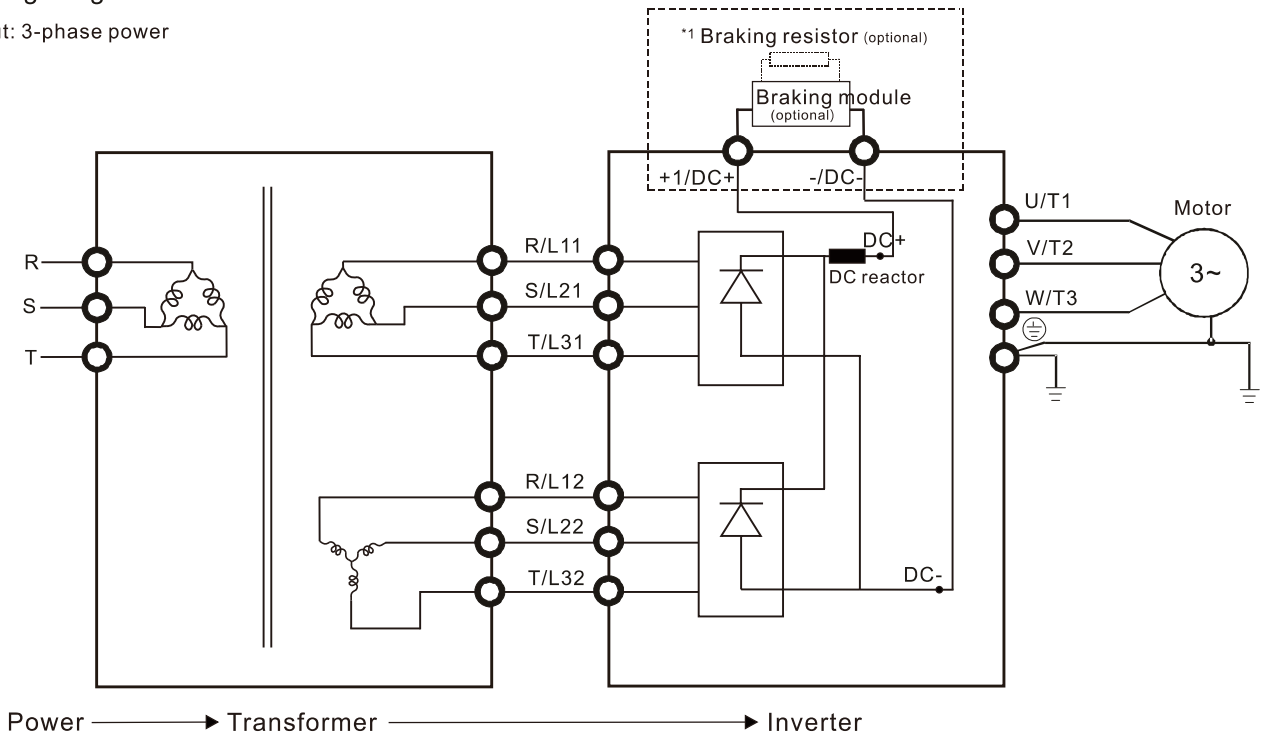 3-phase power
*1 Braking resistor (optional)
Braking module
(optional)
+1/DC+
-/DC-
U/T1
Motor
V/T2
3~
W/T3
R
S
T
R/L11
S/L21
T/L31
DC+
DC reactor
R/L12
S/L22
T/L32
DC-
Power
Transformer
Inverter